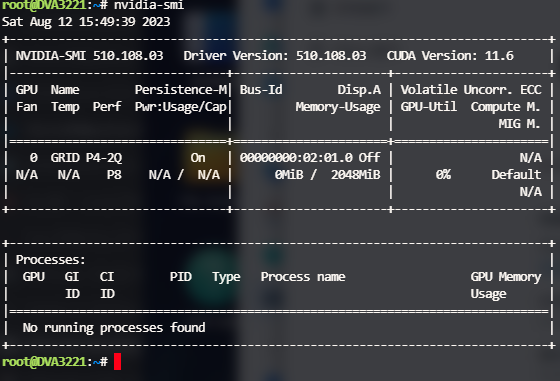 root@DVA3221:~# nvidia-smi
Sat Aug 12 15:49:39 2023
+-----------------------------------------------------------------------------+
| NVIDIA-SMI 510.108.03   Driver Version: 510.108.03   CUDA Version: 11.6     |
|-------------------------------+----------------------+----------------------+
| GPU  Name        Persistence-M| Bus-Id        Disp.A | Volatile Uncorr. ECC |
| Fan  Temp  Perf  Pwr:Usage/Cap|         Memory-Usage | GPU-Util  Compute M. |
|                               |                      |               MIG M. |
|===============================+======================+======================|
|   0  GRID P4-2Q          On   | 00000000:02:01.0 Off |                  N/A |
| N/A   N/A    P8    N/A /  N/A |      0MiB /  2048MiB |      0%      Default |
|                               |                      |                  N/A |
+-------------------------------+----------------------+----------------------+

+-----------------------------------------------------------------------------+
| Processes:                                                                  |
|  GPU   GI   CI        PID   Type   Process name                  GPU Memory |
|        ID   ID                                                   Usage      |
|=============================================================================|
|  No running processes found                                                 |
+-----------------------------------------------------------------------------+
root@DVA3221:~#